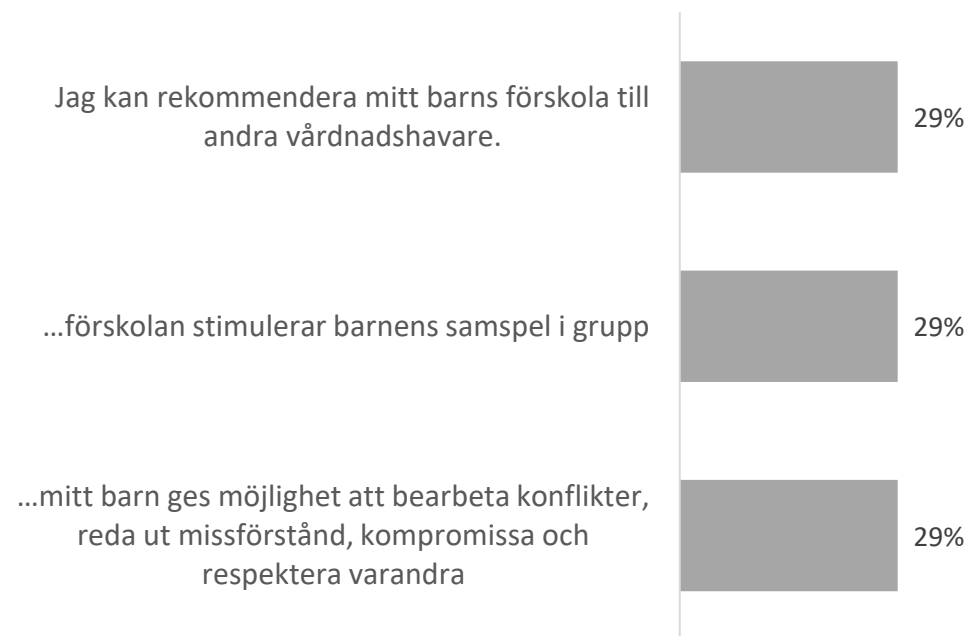 Jag kan rekommendera mitt barns förskola till
andra vårdnadshavare.
29%
…förskolan stimulerar barnens samspel i grupp
29%
…mitt barn ges möjlighet att bearbeta konflikter,
reda ut missförstånd, kompromissa och
respektera varandra
29%